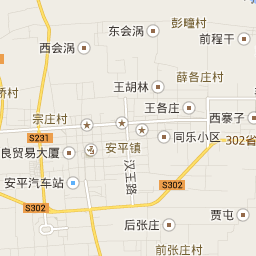 彭疃村
东会涡
西会涡
前程干
薛各庄村
王胡林
桥村
王各庄
宗庄村
西寨子
S231
同乐小区
302省
良贸易大厦
安平镇
汉王路
安平汽车站
S302
S302
贾屯
后张庄
前张庄村